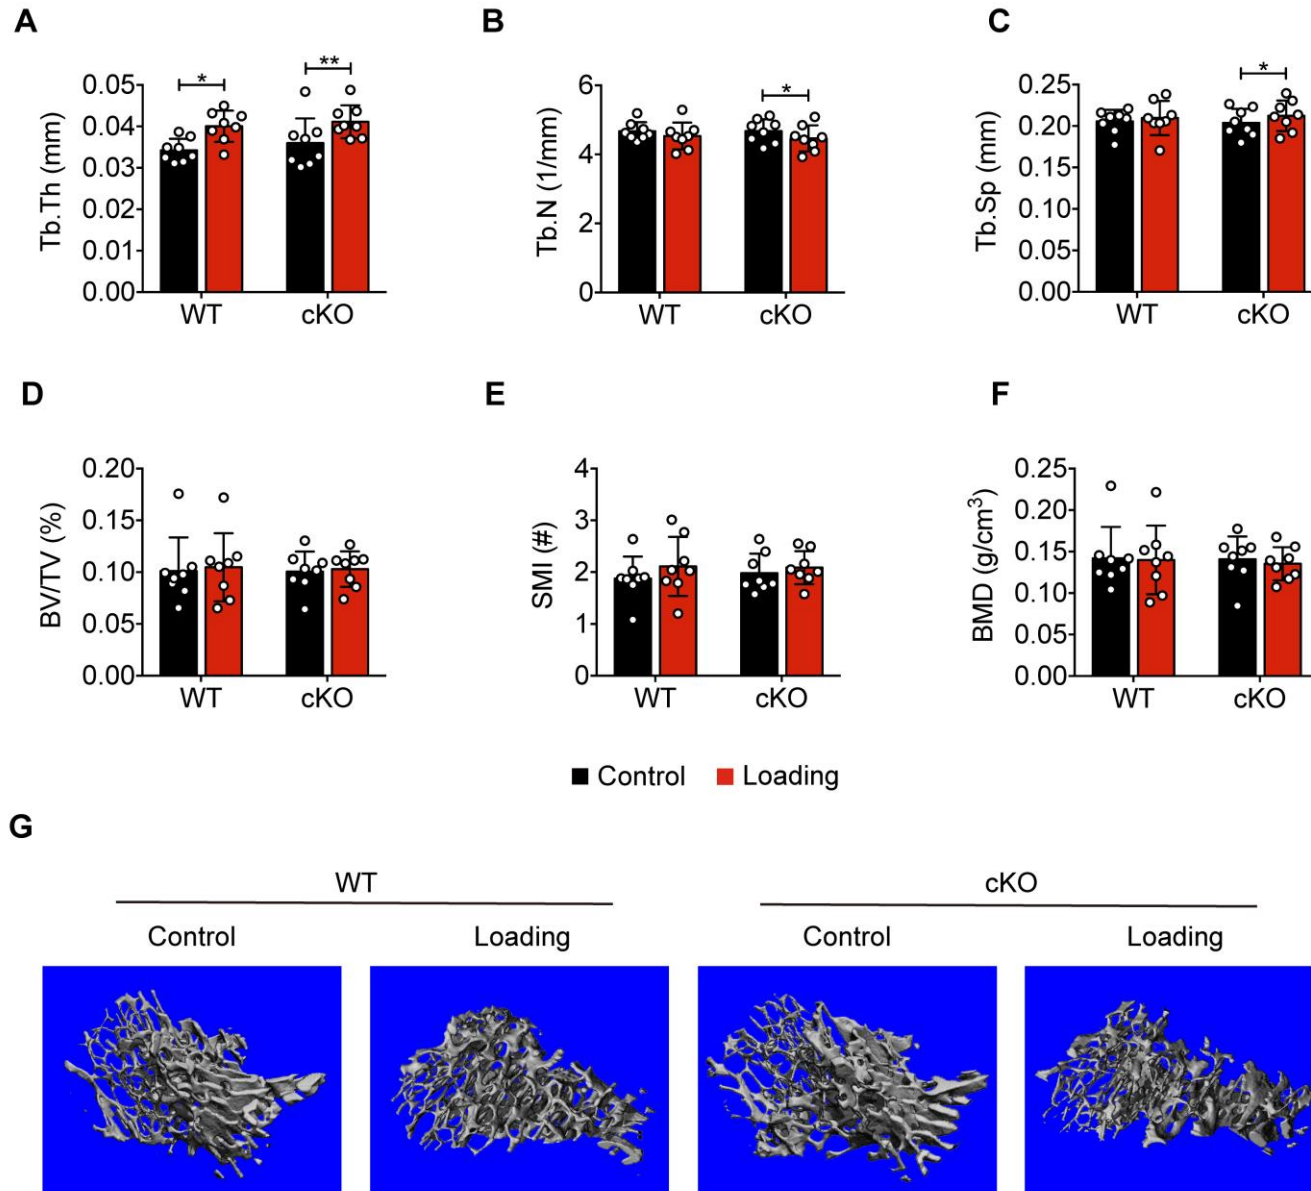 A
B
C
Tb.Th (mm)
0.05
0.04
0.03
0.02
0.01
0.00
*
**
WT
cKO
Tb.N (1/mm)
6
4
2
0
*
WT
cKO
Tb.Sp (mm)
0.25
0.20
0.15
0.10
0.05
0.00
*
WT
cKO
D
E
F
BV/TV (%)
0.20
0.15
0.10
0.05
0.00
WT
cKO
SMI (#)
4
3
2
1
0
WT
cKO
BMD (g/cm³)
0.25
0.20
0.15
0.10
0.05
0.00
WT
cKO
Control Loading
G
WT cKO
Control Loading Control Loading